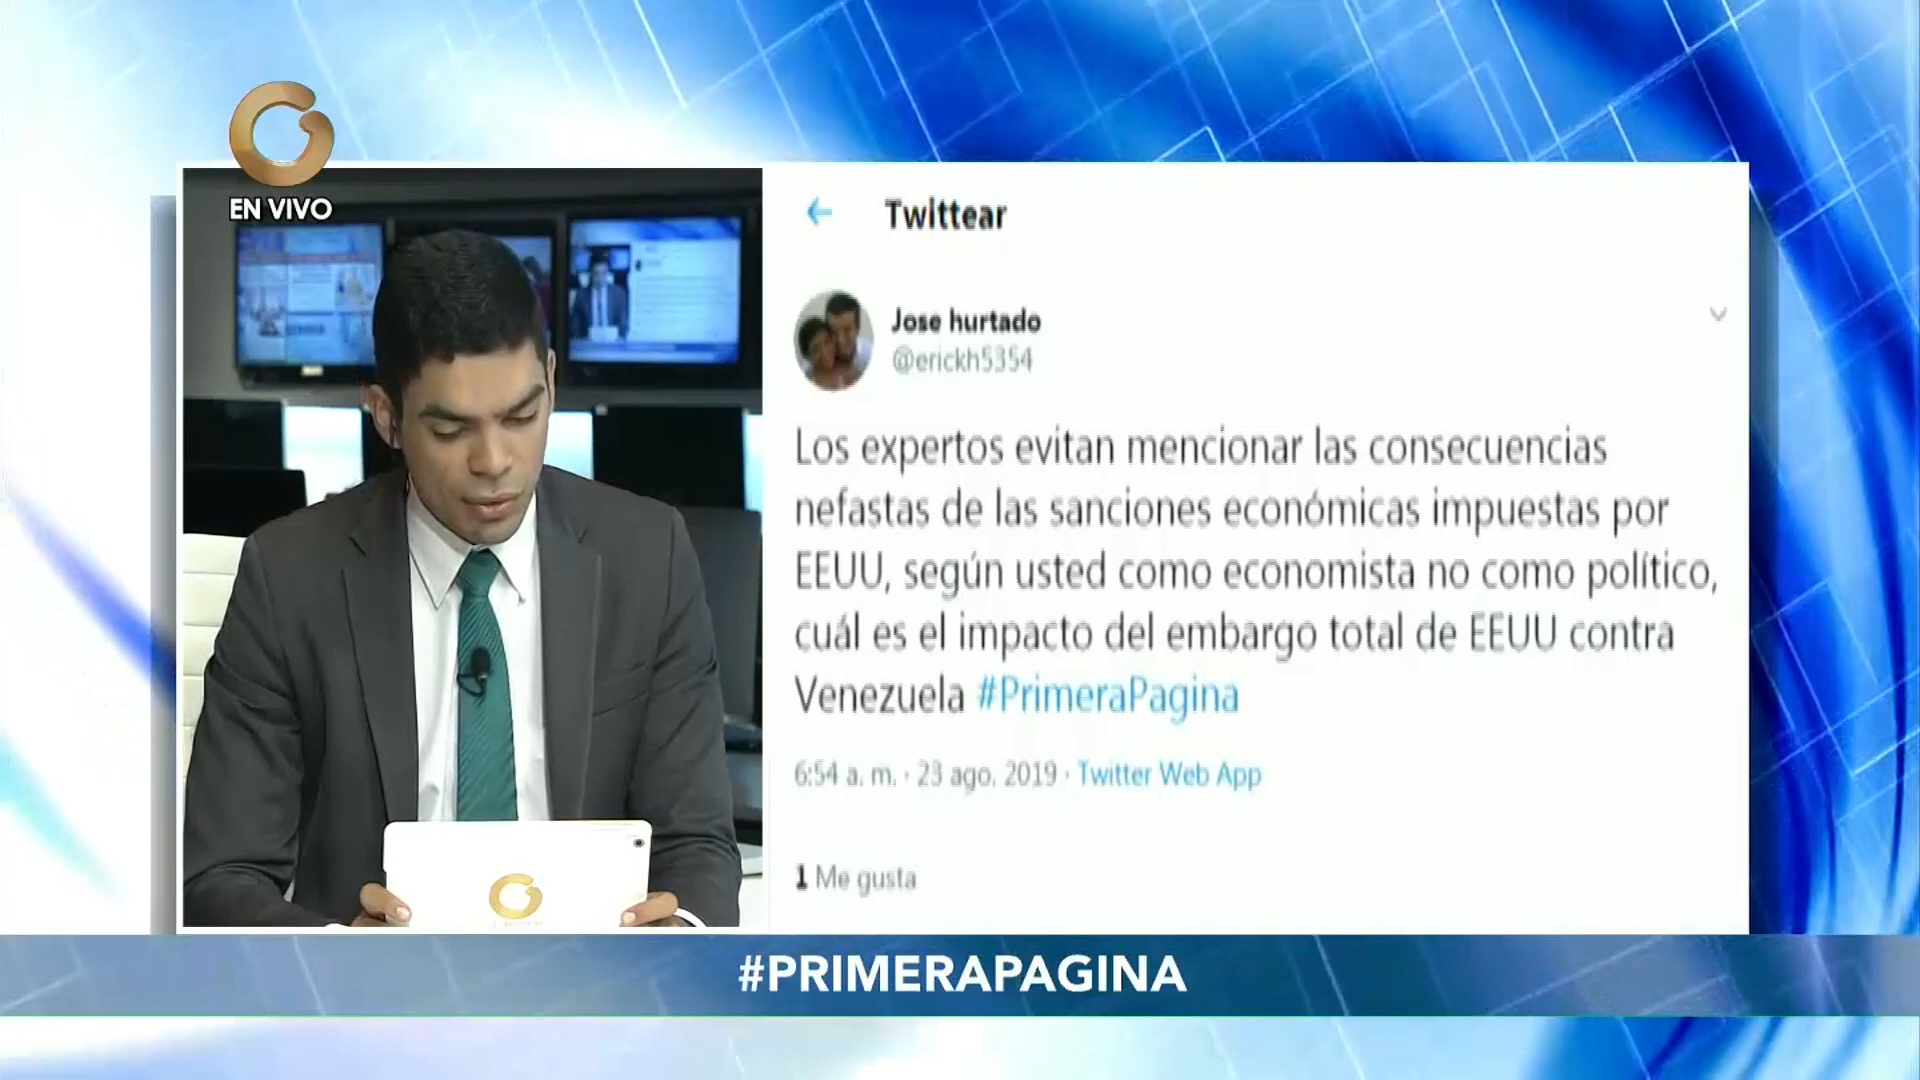 EN VIVO
Twittear
Jose hurtado
@erickh5354
Los expertos evitan mencionar las consecuencias
nefastas de las sanciones económicas impuestas por
EEUU, según usted como economista no como político,
cuál es el impacto del embargo total de EEUU contra
Venezuela #PrimeraPagina
6:54 a. m. · 23 ago. 2019 · Twitter Web App
1 Me gusta
#PRIMERAPAGINA